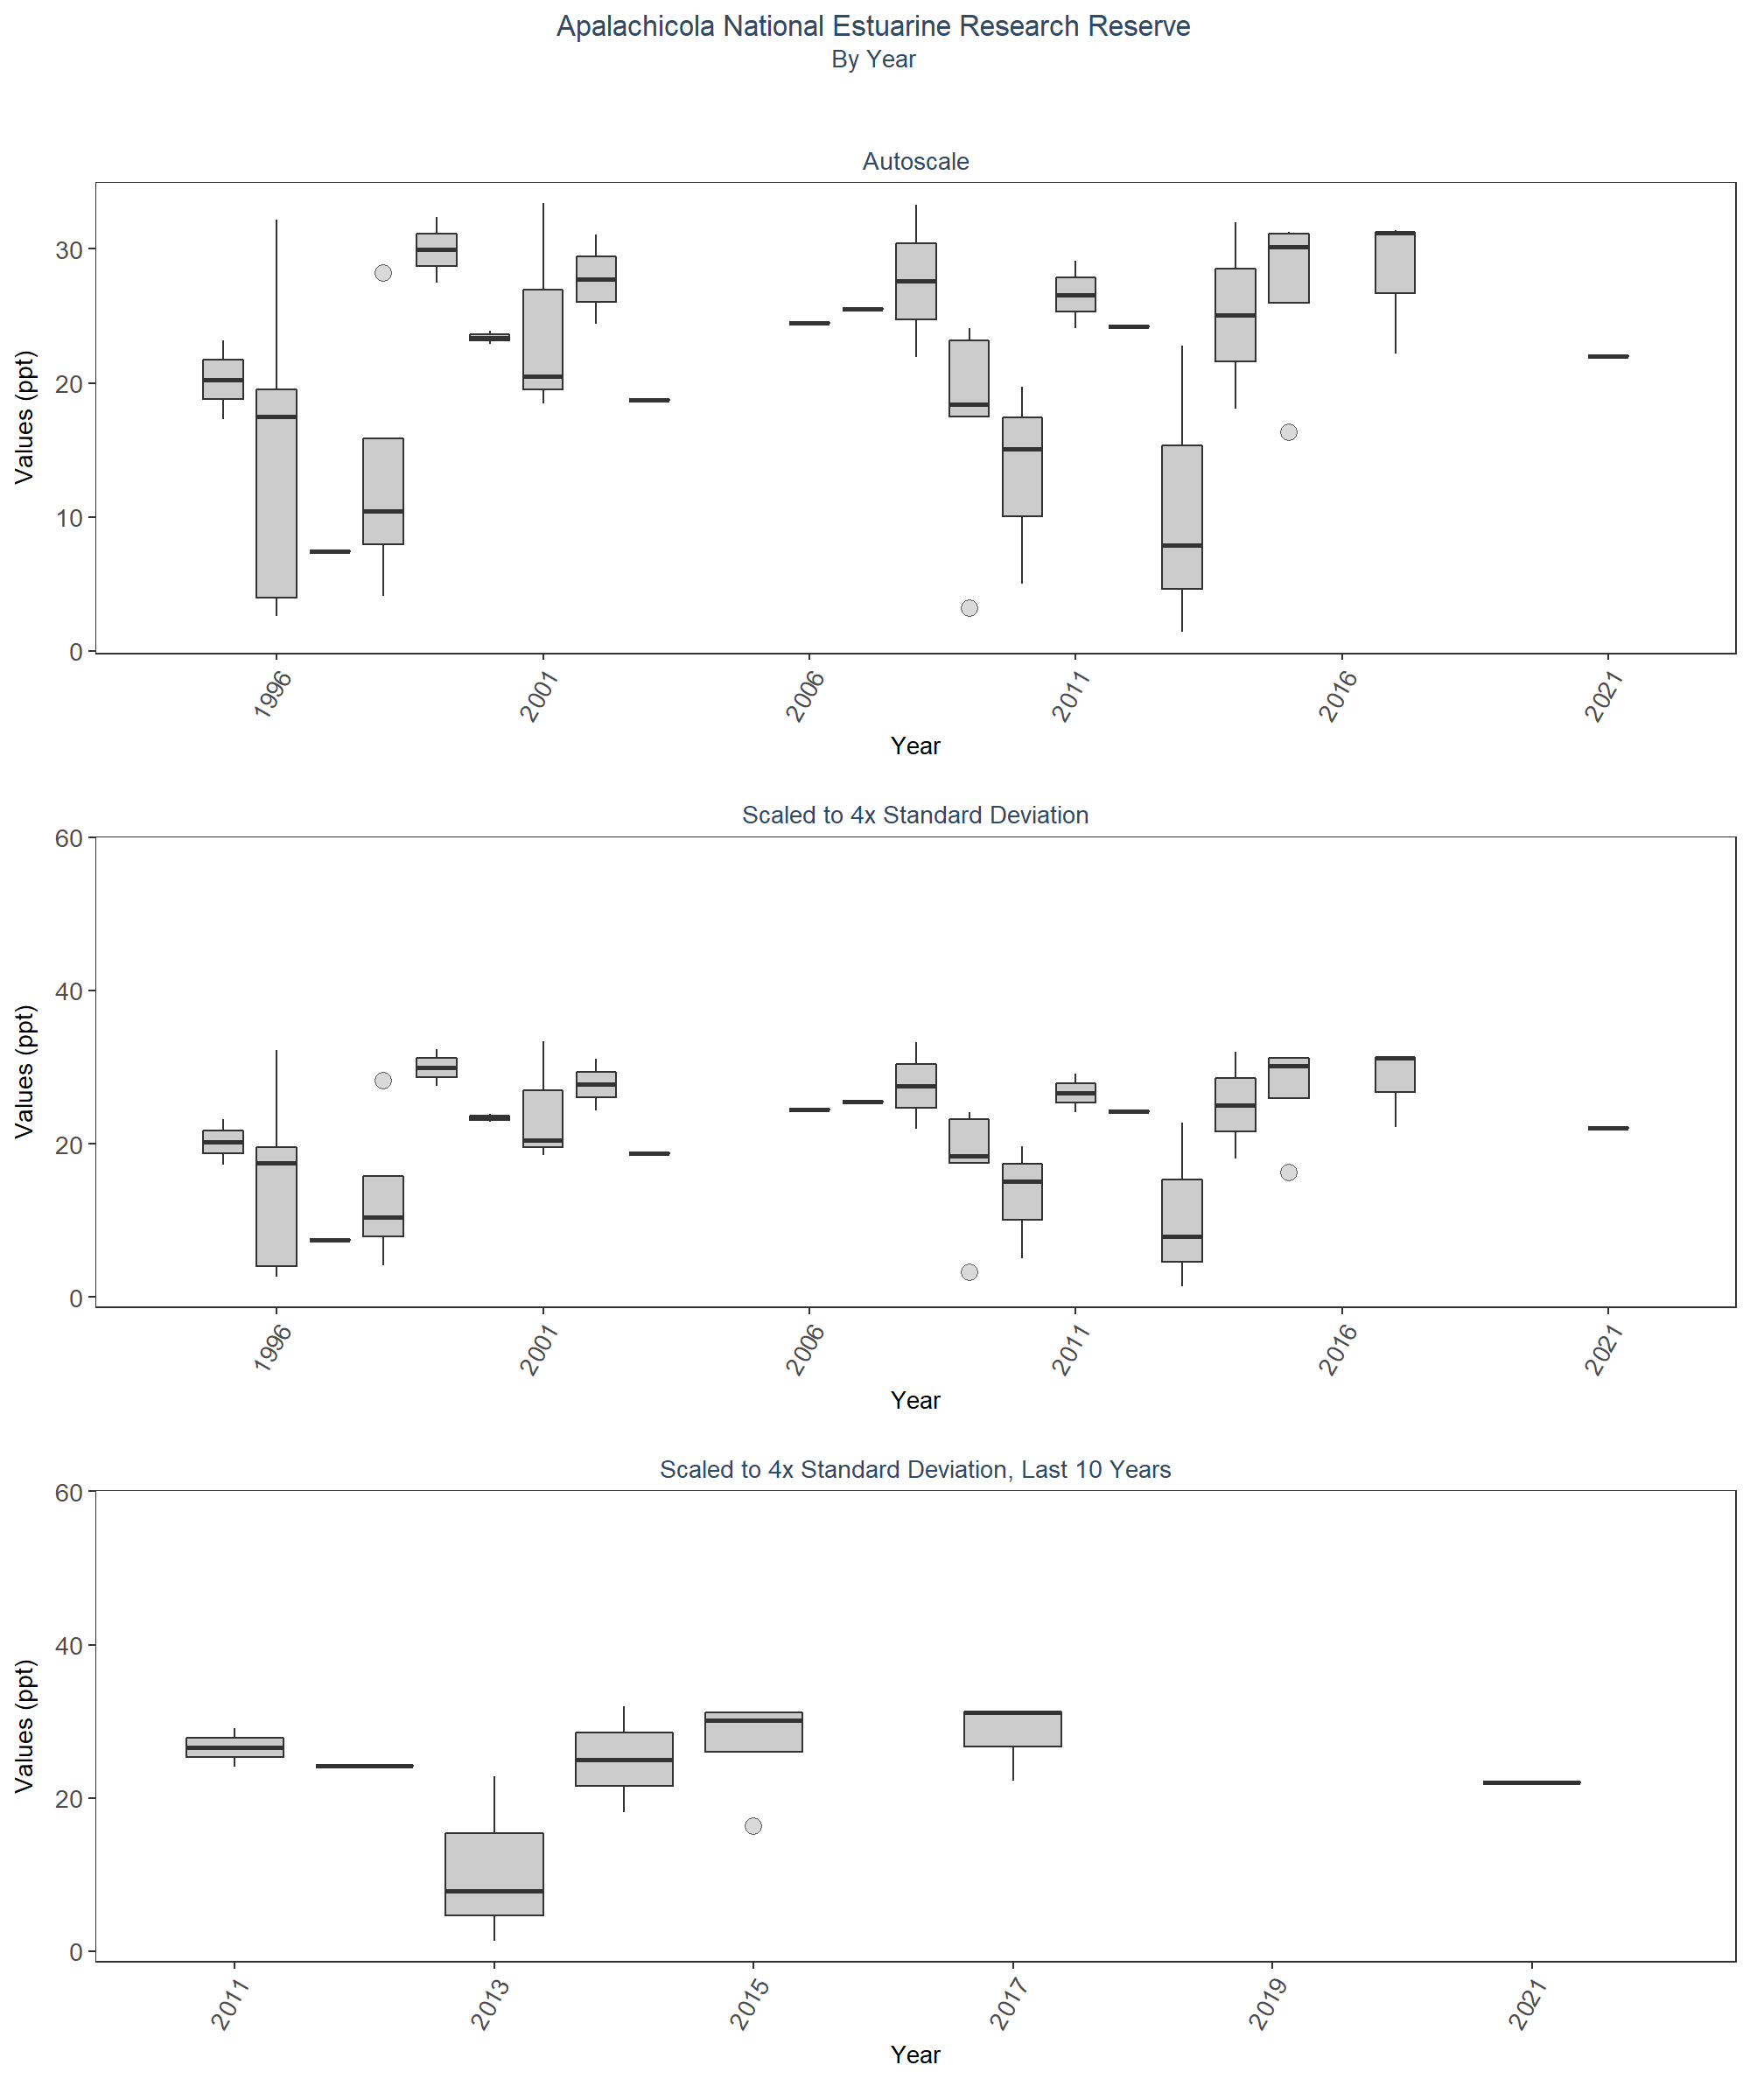 Apalachicola National Estuarine Research Reserve
By Year
Autoscale
Values (ppt)
30
20
10
0
1996
2001
2006
2011
2016
2021
Year
Scaled to 4x Standard Deviation
Values (ppt)
60
40
20
0
1996
2001
2006
2011
2016
2021
Year
Scaled to 4x Standard Deviation, Last 10 Years
Values (ppt)
60
40
20
0
2011
2013
2015
2017
2019
2021
Year